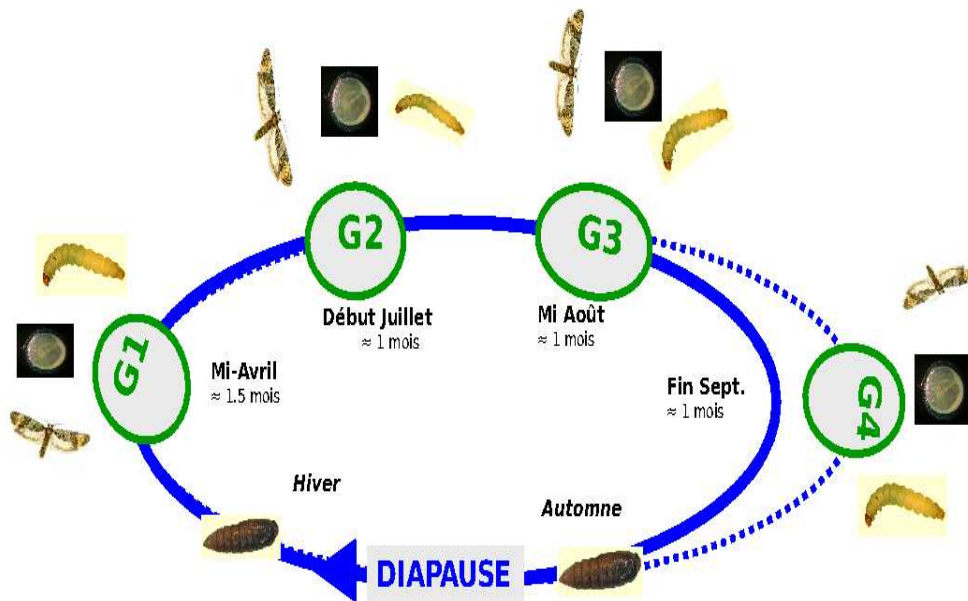 G1
Mi-Avril
≈ 1.5 mois
G2
Début Juillet
≈ 1 mois
G3
Mi Août
≈ 1 mois
Fin Sept.
≈ 1 mois
G4
Hiver
Automne
DIAPAUSE